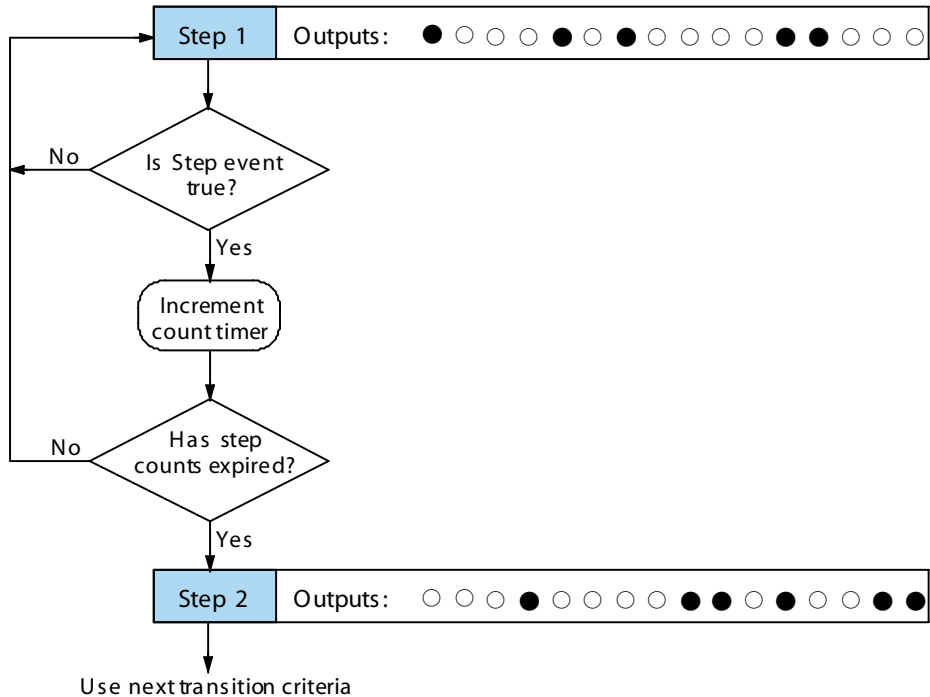 Step 1 Outputs:
No
Is Step event
true?
Yes
Increment
count timer
No
Has step
counts expired?
Yes
Step 2 Outputs:
Use next transition criteria